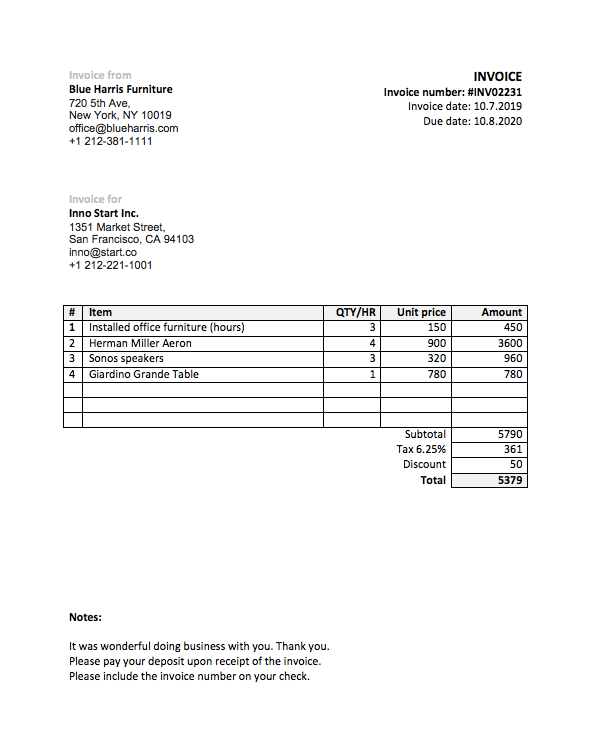 Invoice from
Blue Harris Furniture
720 5th Ave,
New York, NY 10019
office@blueharris.com
+1 212-381-1111
INVOICE
Invoice number: #INV02231
Invoice date: 10.7.2019
Due date: 10.8.2020
Invoice for
Inno Start Inc.
1351 Market Street,
San Francisco, CA 94103
inno@start.co
+1 212-221-1001
# Item QTY/HR Unit price Amount
1 Installed office furniture (hours) 3 150 450
2 Herman Miller Aeron 4 900 3600
3 Sonos speakers 3 320 960
4 Giardino Grande Table 1 780 780
Subtotal 5790
Tax 6.25% 361
Discount 50
Total 5379
Notes:
It was wonderful doing business with you. Thank you.
Please pay your deposit upon receipt of the invoice.
Please include the invoice number on your check.